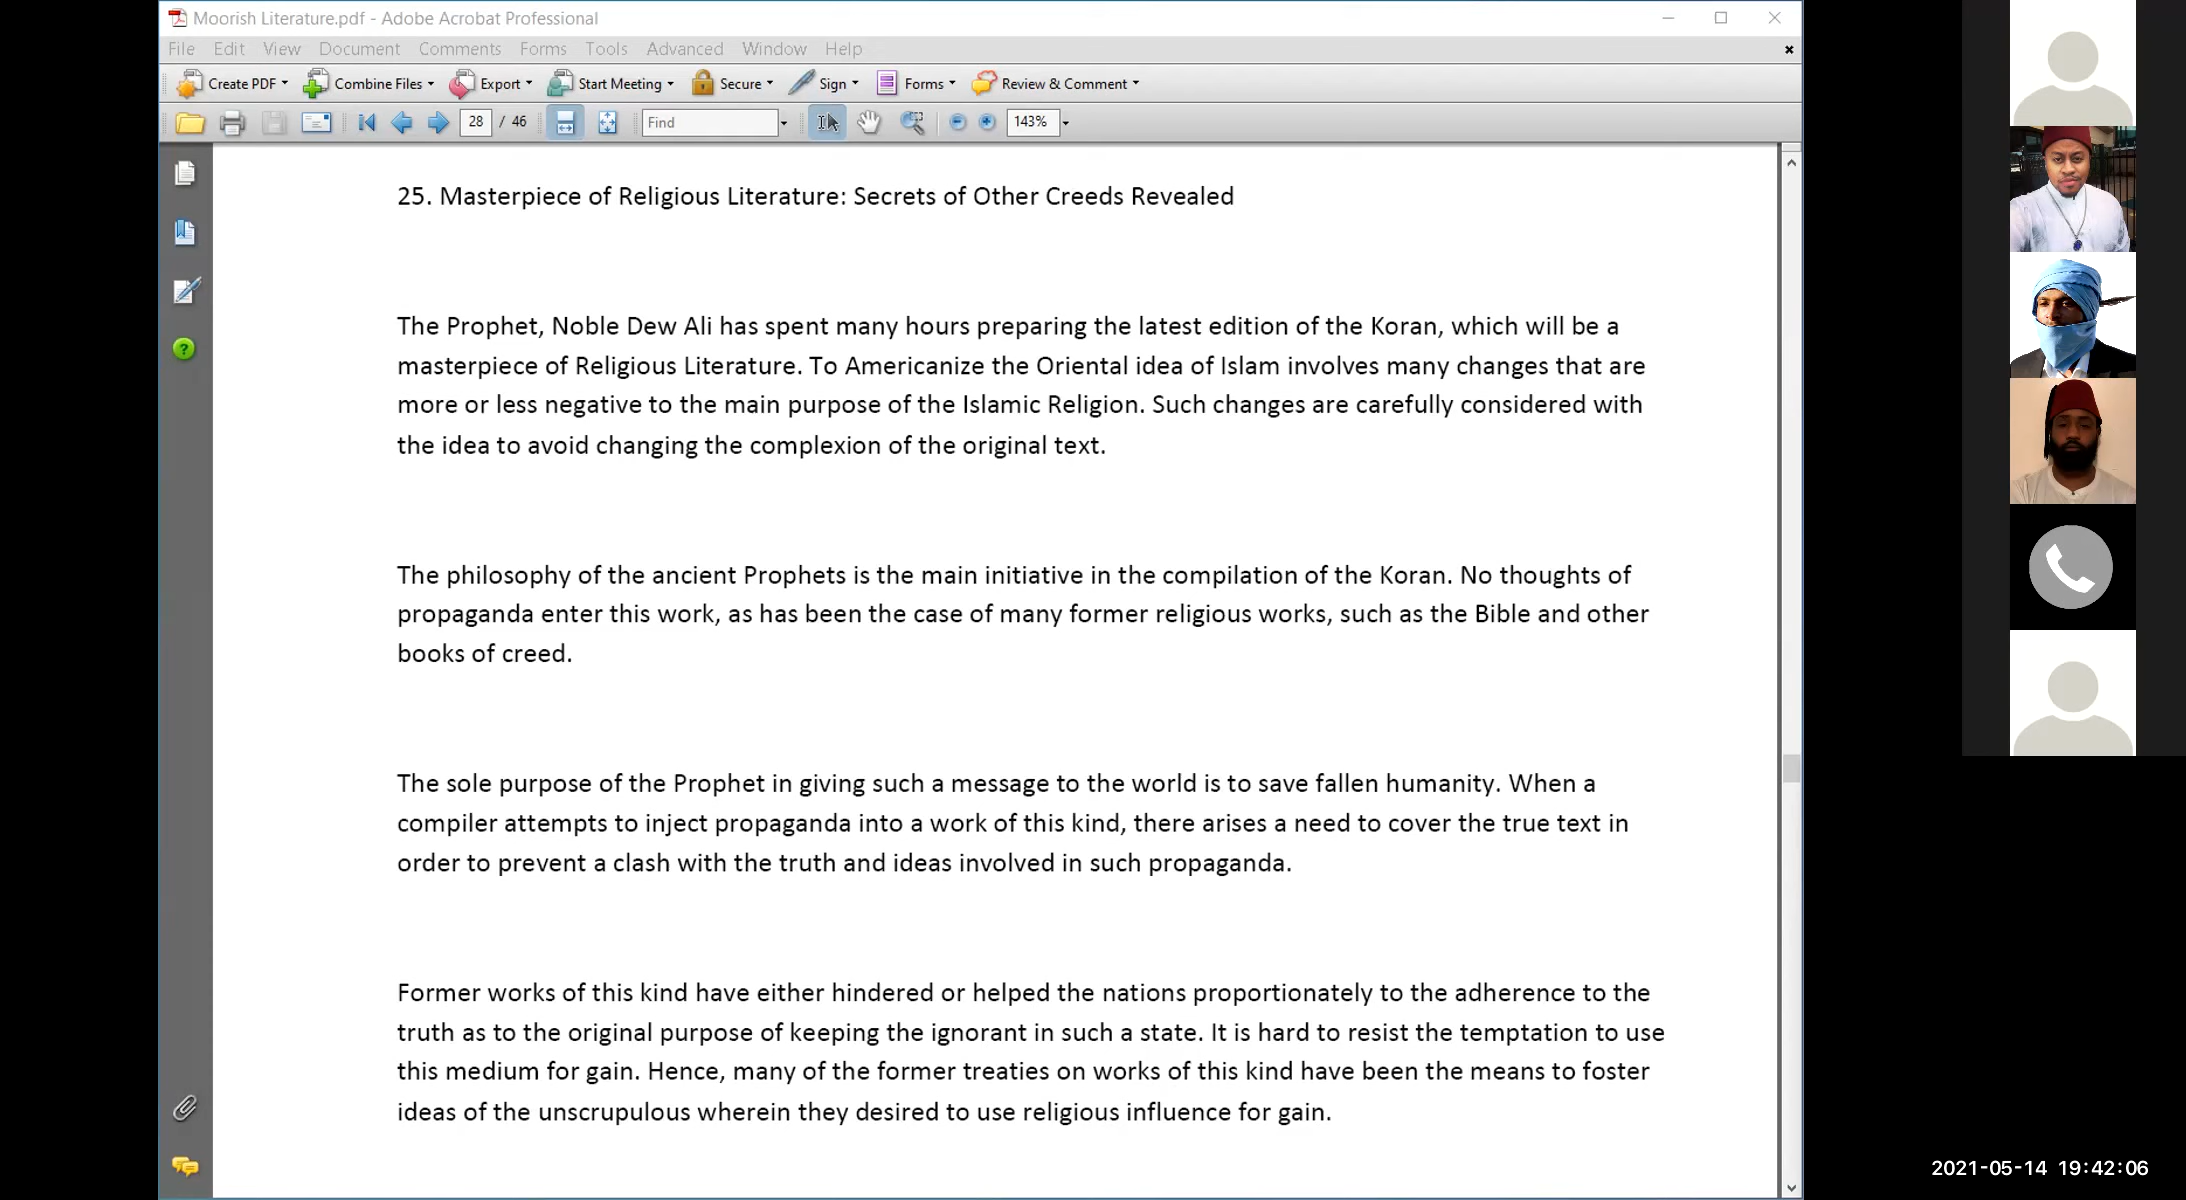 Moorish Literature.pdf - Adobe Acrobat Professional
File Edit View Document Comments Forms Tools Advanced Window Help
Create PDF Combine Files Export Start Meeting Secure Sign Forms Review & Comment
28 / 46 Find 143%
25. Masterpiece of Religious Literature: Secrets of Other Creeds Revealed
The Prophet, Noble Dew Ali has spent many hours preparing the latest edition of the Koran, which will be a
masterpiece of Religious Literature. To Americanize the Oriental idea of Islam involves many changes that are
more or less negative to the main purpose of the Islamic Religion. Such changes are carefully considered with
the idea to avoid changing the complexion of the original text.
The philosophy of the ancient Prophets is the main initiative in the compilation of the Koran. No thoughts of
propaganda enter this work, as has been the case of many former religious works, such as the Bible and other
books of creed.
The sole purpose of the Prophet in giving such a message to the world is to save fallen humanity. When a
compiler attempts to inject propaganda into a work of this kind, there arises a need to cover the true text in
order to prevent a clash with the truth and ideas involved in such propaganda.
Former works of this kind have either hindered or helped the nations proportionately to the adherence to the
truth as to the original purpose of keeping the ignorant in such a state. It is hard to resist the temptation to use
this medium for gain. Hence, many of the former treaties on works of this kind have been the means to foster
ideas of the unscrupulous wherein they desired to use religious influence for gain.
2021-05-14 19:42:06